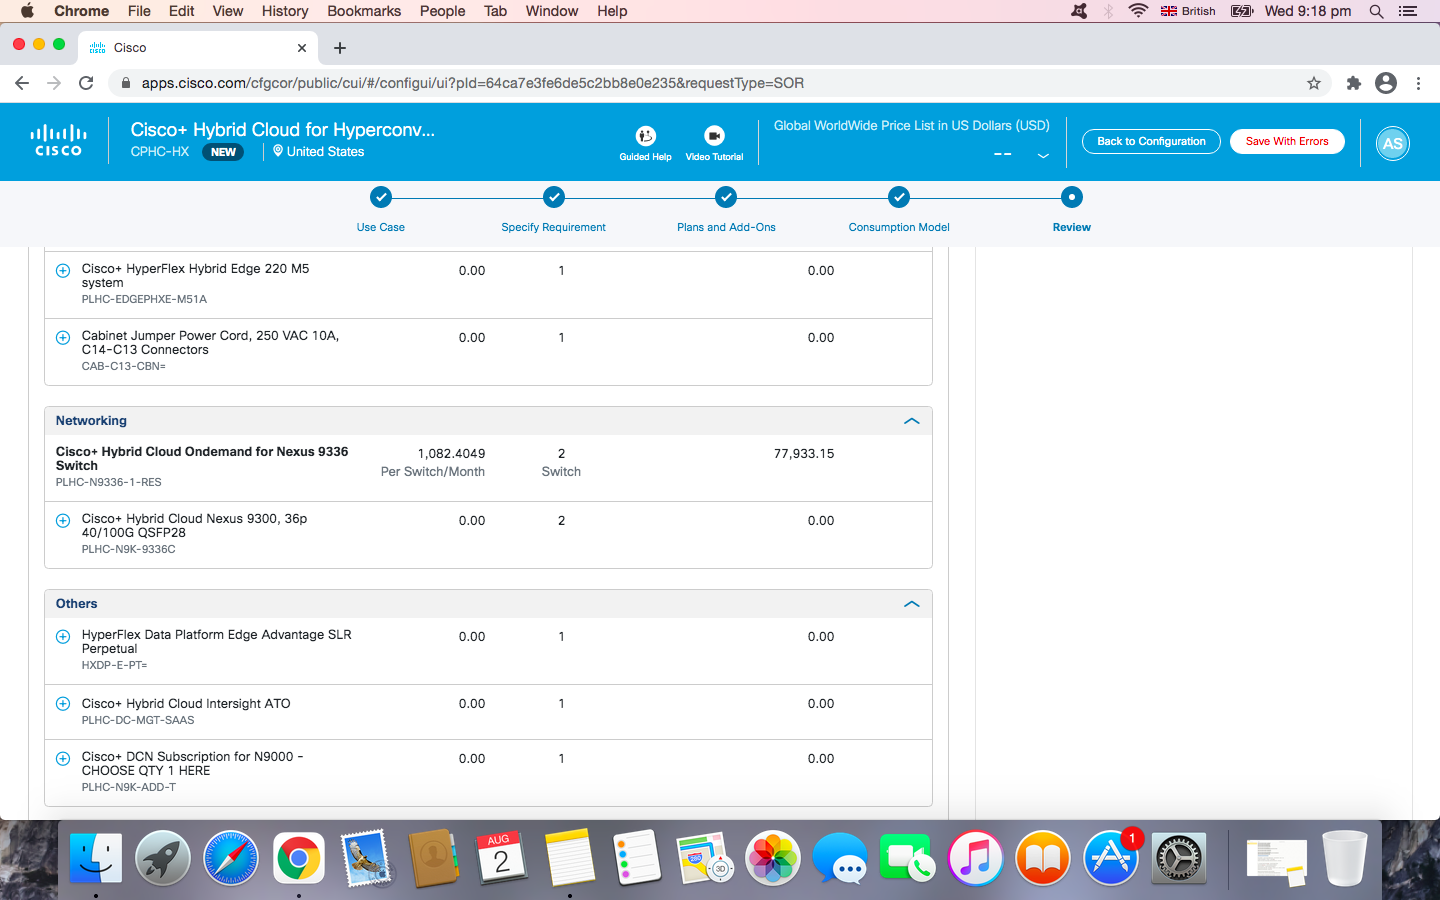 Chrome File Edit View History Bookmarks People Tab Window Help British Wed 9:18 pm
Cisco
apps.cisco.com/cfgcor/public/cui/#/configui/ui?pId=64ca7e3fe6de5c2bb8e0e235&requestType=SOR
CISCO
Cisco+ Hybrid Cloud for Hyperconv...
CPHC-HX NEW United States
Guided Help
Video Tutorial
Global WorldWide Price List in US Dollars (USD)
--
Back to Configuration
Save With Errors
AS
Use Case
Specify Requirement
Plans and Add-Ons
Consumption Model
Review
Cisco+ HyperFlex Hybrid Edge 220 M5 0.00 1 0.00
system
PLHC-EDGEPHXE-M51A
Cabinet Jumper Power Cord, 250 VAC 10A, 0.00 1 0.00
C14-C13 Connectors
CAB-C13-CBN=
Networking
Cisco+ Hybrid Cloud Ondemand for Nexus 9336 1,082.4049 2 77,933.15
Switch Per Switch/Month Switch
PLHC-N9336-1-RES
Cisco+ Hybrid Cloud Nexus 9300, 36p 0.00 2 0.00
40/100G QSFP28
PLHC-N9K-9336C
Others
HyperFlex Data Platform Edge Advantage SLR 0.00 1 0.00
Perpetual
HXDP-E-PT=
Cisco+ Hybrid Cloud Intersight ATO 0.00 1 0.00
PLHC-DC-MGT-SAAS
Cisco+ DCN Subscription for N9000 - 0.00 1 0.00
CHOOSE QTY 1 HERE
PLHC-N9K-ADD-T
AUG
2
280
3D
1